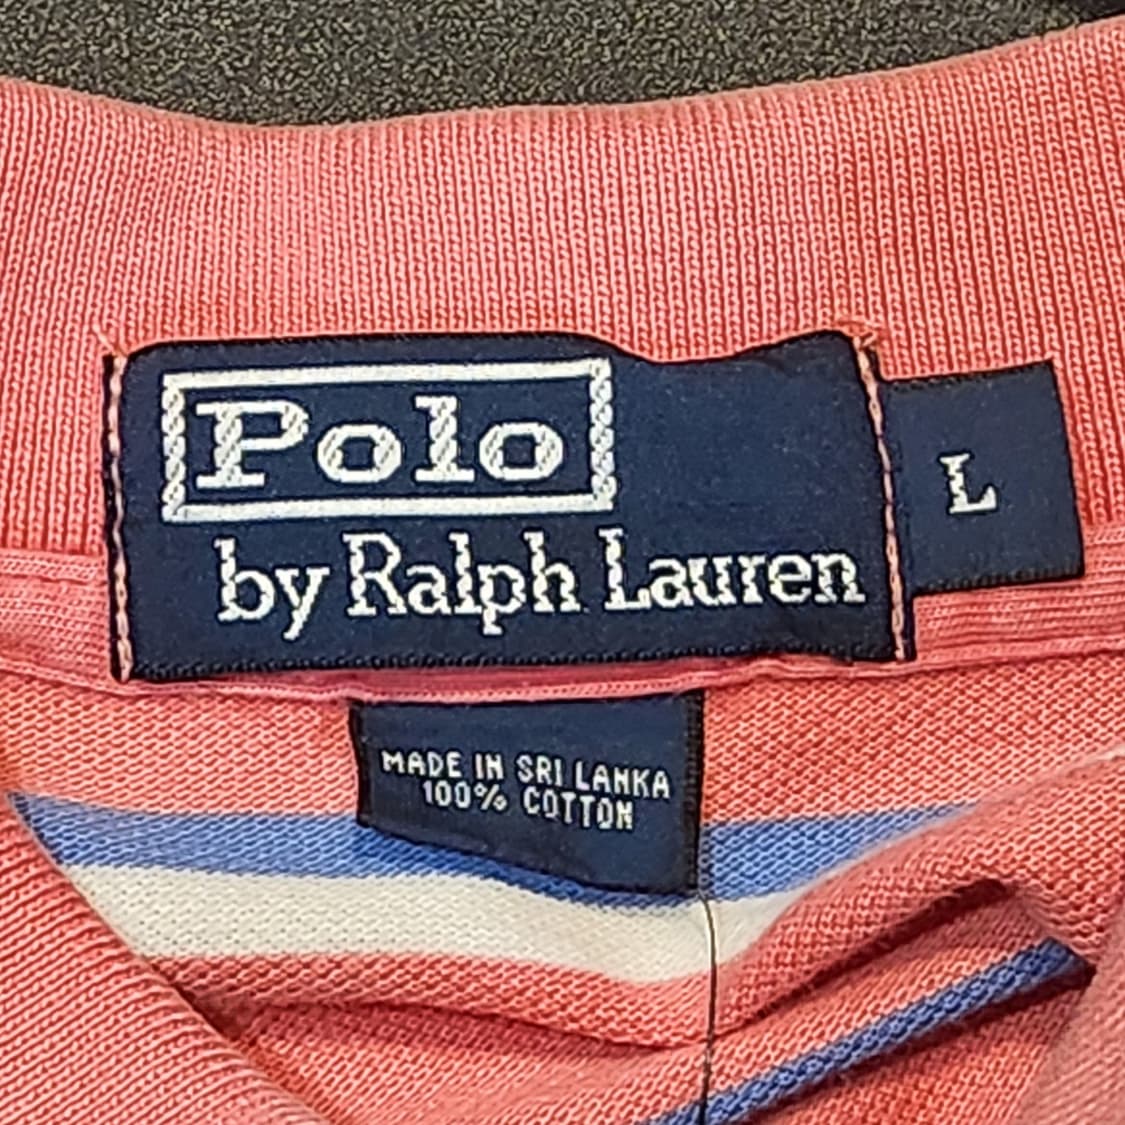 Polo
by Ralph Lauren
L
MADE IN SRI LANKA
100% COTTON